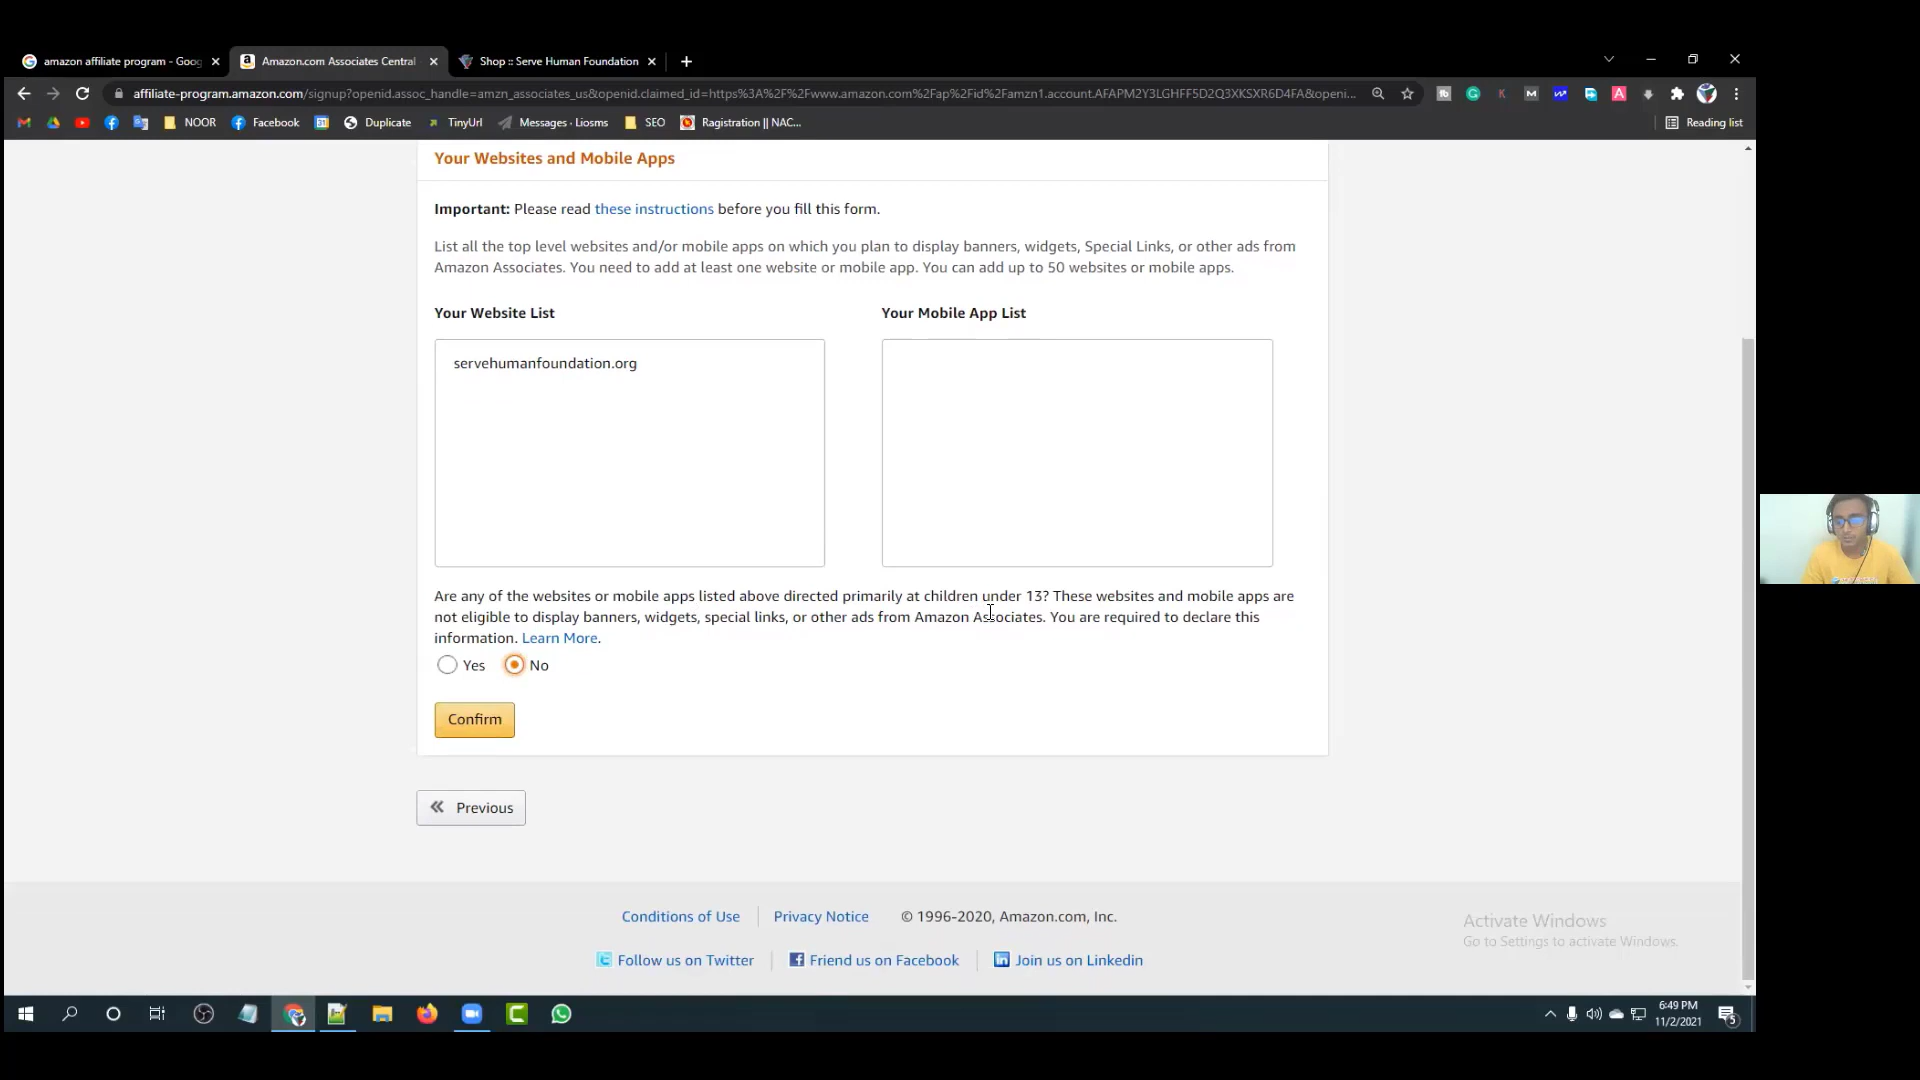 amazon affiliate program - Goog
Amazon.com Associates Central
Shop :: Serve Human Foundation
affiliate-program.amazon.com/signup?openid.assoc_handle=amzn_associates_us&openid.claimed_id=https%3A%2F%2Fwww.amazon.com%2Fap%2Fid%2Famzn1.account.AFAPM2Y3LGHFF5D2Q3XKSXR6D4FA&openi...
NOOR
Facebook
Duplicate
TinyUrl
Messages · Liosms
SEO
Ragistration || NAC...
Reading list
Your Websites and Mobile Apps
Important: Please read these instructions before you fill this form.
List all the top level websites and/or mobile apps on which you plan to display banners, widgets, Special Links, or other ads from
Amazon Associates. You need to add at least one website or mobile app. You can add up to 50 websites or mobile apps.
Your Website List
Your Mobile App List
servehumanfoundation.org
Are any of the websites or mobile apps listed above directed primarily at children under 13? These websites and mobile apps are
not eligible to display banners, widgets, special links, or other ads from Amazon Associates. You are required to declare this
information. Learn More.
Yes No
Confirm
Previous
Conditions of Use
Privacy Notice
© 1996-2020, Amazon.com, Inc.
Follow us on Twitter
Friend us on Facebook
Join us on Linkedin
Activate Windows
Go to Settings to activate Windows.
6:49 PM
11/2/2021
5